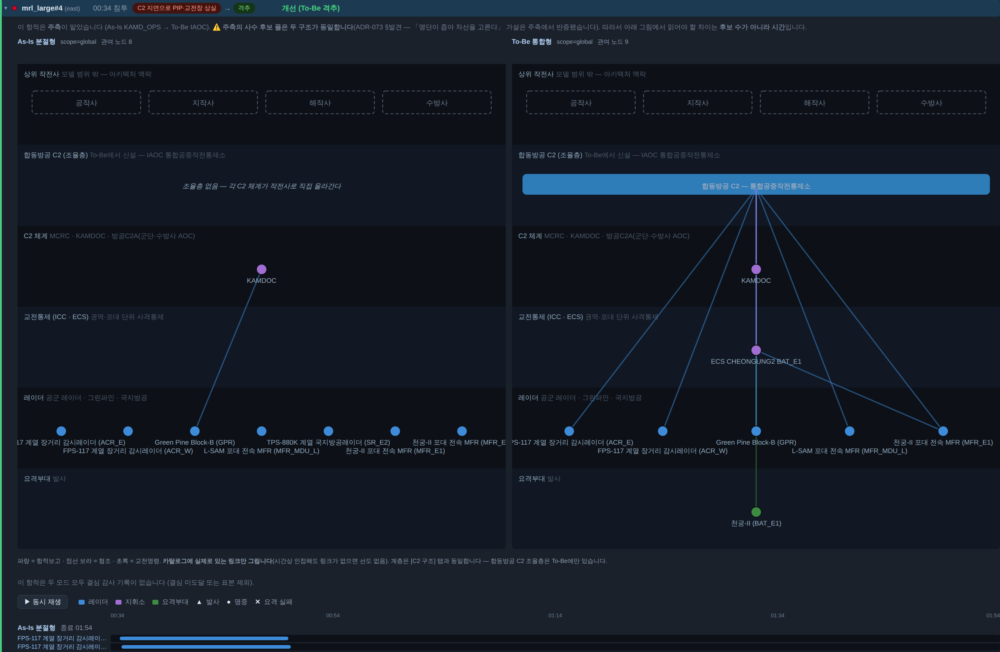 ▼ mrl_large#4 (east) 00:34 침투 C2 지연으로 PIP·교전창 상실 → 격추 개선 (To-Be 격추)
이 항적은 주축이 맡았습니다 (As-Is KAMD_OPS → To-Be IAOC). ⚠️ 주축의 사수 후보 풀은 두 구조가 동일합니다(ADR-073 §발견 — 「명단이 좁아 차선을 고른다」 가설은 주축에서 반증됐습니다). 따라서 아래 그림에서 읽어야 할 차이는 후보 수가 아니라 시간입니다.
As-Is 분절형 scope=global 관여 노드 8
상위 작전사 모델 범위 밖 — 아키텍처 맥락
공작사 지작사 해작사 수방사
합동방공 C2 (조율층) To-Be에서 신설 — IAOC 통합공중작전통제소
조율층 없음 — 각 C2 체계가 작전사로 직접 올라간다
C2 체계 MCRC · KAMDOC · 방공C2A(군단·수방사 AOC)
KAMDOC
교전통제 (ICC · ECS) 권역·포대 단위 사격통제
레이더 공군 레이더 · 그린파인 · 국지방공
17 계열 장거리 감시레이더 (ACR_E) Green Pine Block-B (GPR) TPS-880K 계열 국지방공레이더 (SR_E2) 천궁-II 포대 전속 MFR (MFR_E
FPS-117 계열 장거리 감시레이더 (ACR_W) L-SAM 포대 전속 MFR (MFR_MDU_L) 천궁-II 포대 전속 MFR (MFR_E1)
요격부대 발사
To-Be 통합형 scope=global 관여 노드 9
상위 작전사 모델 범위 밖 — 아키텍처 맥락
공작사 지작사 해작사 수방사
합동방공 C2 (조율층) To-Be에서 신설 — IAOC 통합공중작전통제소
합동방공 C2 — 통합공중작전통제소
C2 체계 MCRC · KAMDOC · 방공C2A(군단·수방사 AOC)
KAMDOC
교전통제 (ICC · ECS) 권역·포대 단위 사격통제
ECS CHEONGUNG2 BAT_E1
레이더 공군 레이더 · 그린파인 · 국지방공
PS-117 계열 장거리 감시레이더 (ACR_E) Green Pine Block-B (GPR) 천궁-II 포대 전속 MFR (MFR_E1)
FPS-117 계열 장거리 감시레이더 (ACR_W) L-SAM 포대 전속 MFR (MFR_MDU_L)
요격부대 발사
천궁-II (BAT_E1)
파랑 = 항적보고 · 점선 보라 = 협조 · 초록 = 교전명령. 카탈로그에 실제로 있는 링크만 그립니다(시간상 인접해도 링크가 없으면 선도 없음). 계층은 [C2 구조] 탭과 동일합니다 — 합동방공 C2 조율층은 To-Be에만 있습니다.
이 항적은 두 모드 모두 결심 감사 기록이 없습니다 (결심 미도달 또는 표본 제외).
▶ 동시 재생 레이더 지휘소 요격부대 ▲ 발사 ● 명중 ✕ 요격 실패
00:34 00:54 01:14 01:34 01:54
As-Is 분절형 종료 01:54
FPS-117 계열 장거리 감시레이…
FPS-117 계열 장거리 감시레이…